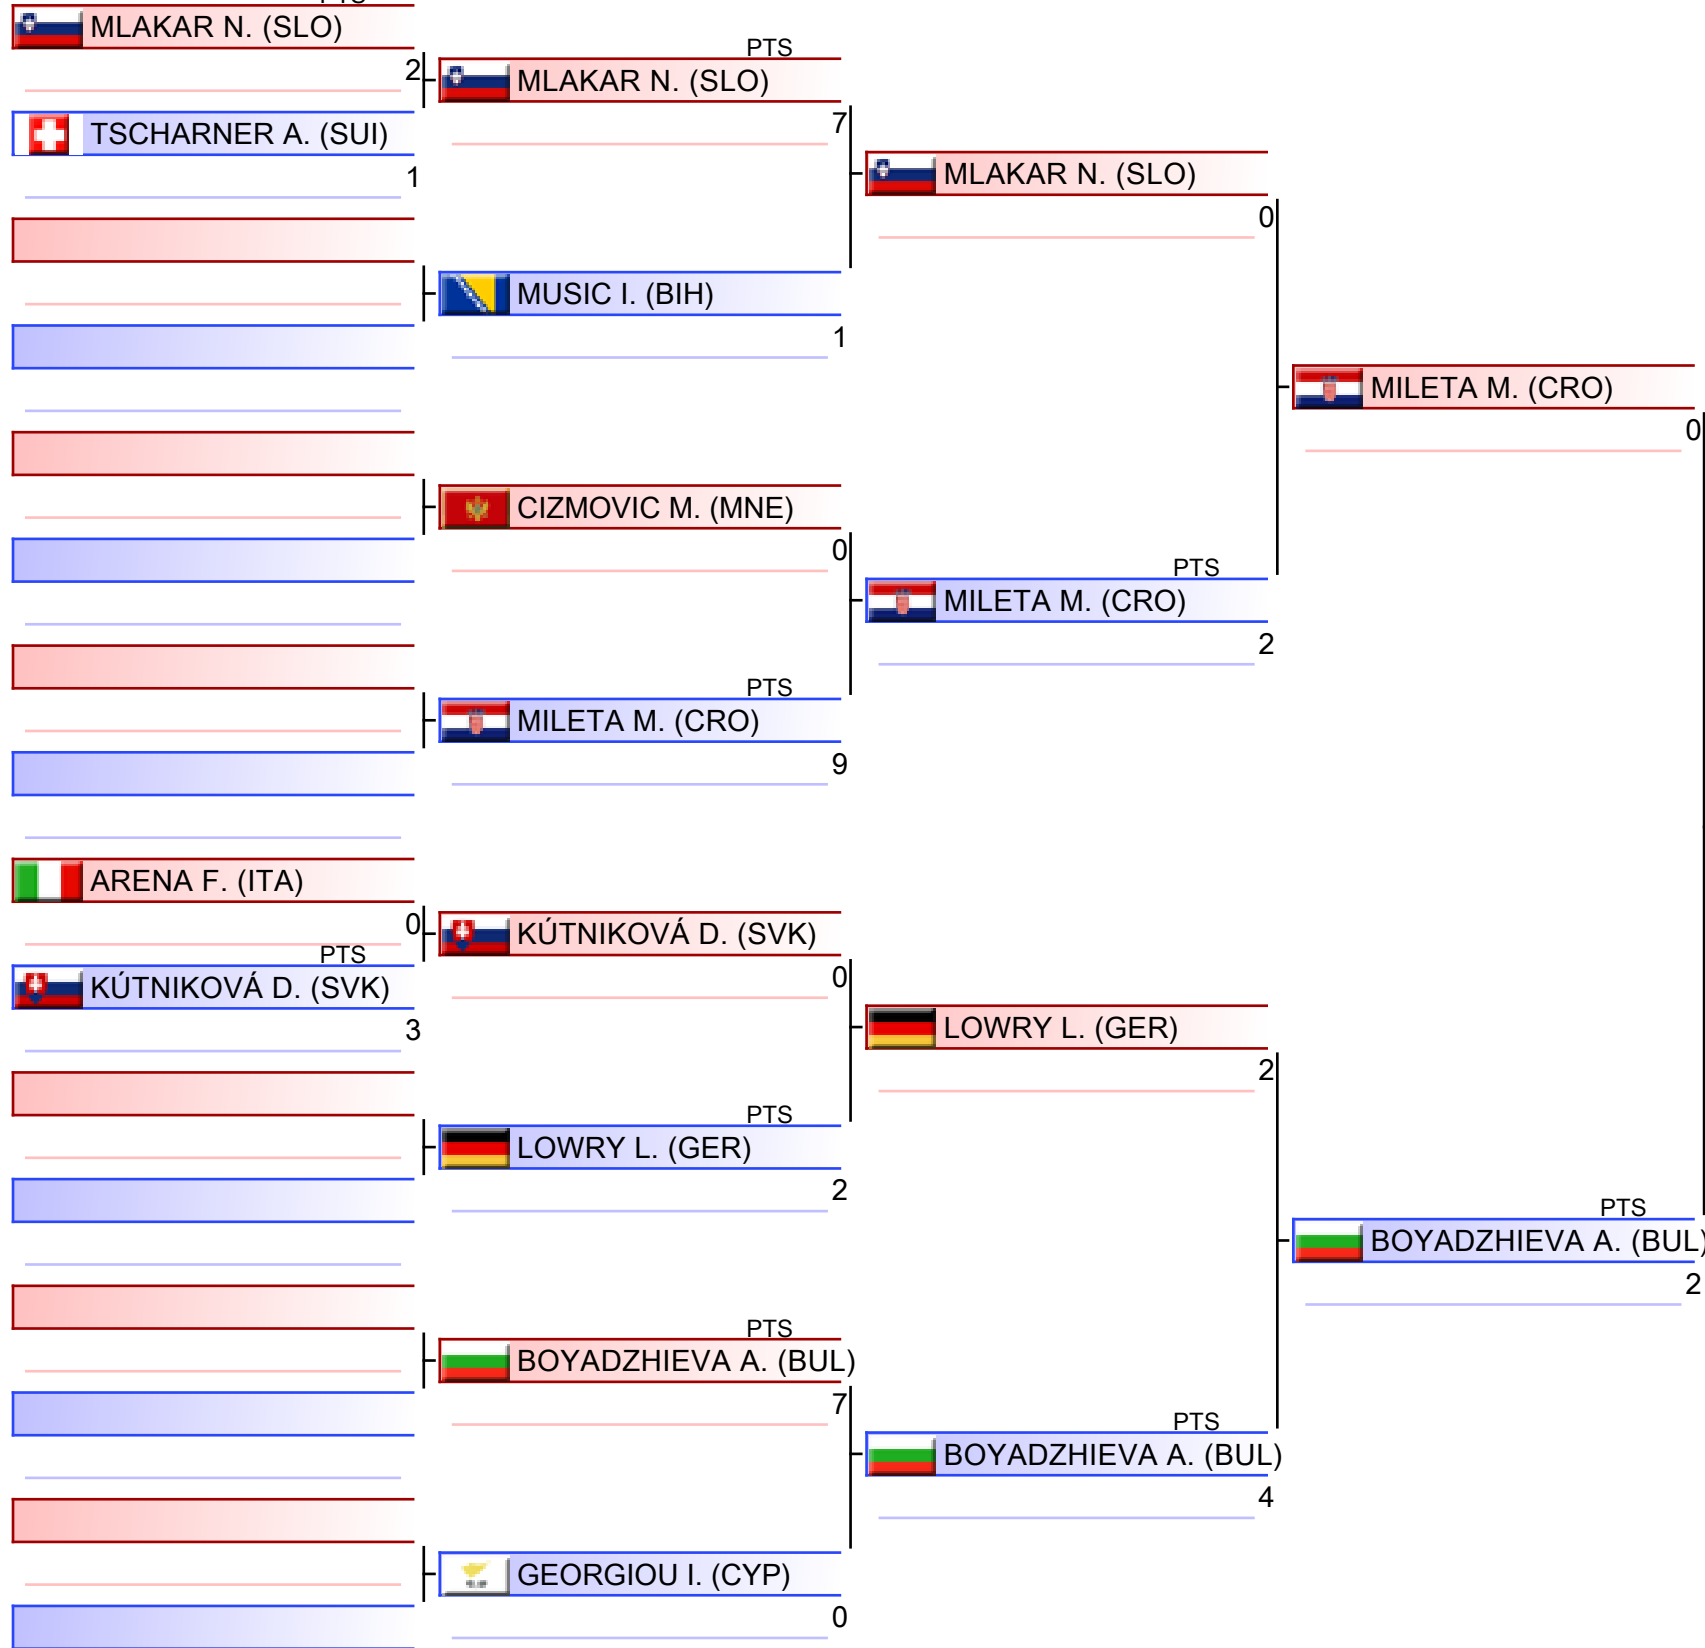 PTS
MLAKAR N. (SLO)
2
TSCHARNER A. (SUI)
1
ARENA F. (ITA)
0
PTS
KÚTNIKOVÁ D. (SVK)
3
PTS
MLAKAR N. (SLO)
7
MUSIC I. (BIH)
1
CIZMOVIC M. (MNE)
0
PTS
MILETA M. (CRO)
9
KÚTNIKOVÁ D. (SVK)
0
PTS
LOWRY L. (GER)
2
PTS
BOYADZHIEVA A. (BUL)
7
GEORGIOU I. (CYP)
0
MLAKAR N. (SLO)
0
PTS
MILETA M. (CRO)
2
LOWRY L. (GER)
2
PTS
BOYADZHIEVA A. (BUL)
4
MILETA M. (CRO)
0
PTS
BOYADZHIEVA A. (BUL)
2